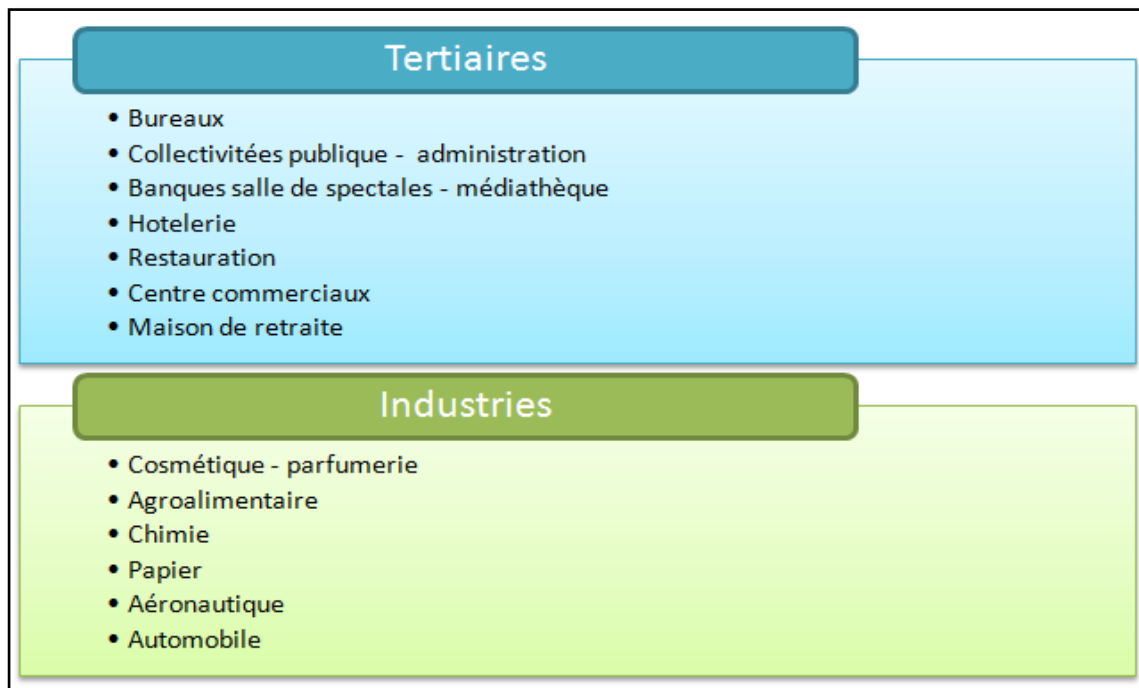 Tertiaires
• Bureaux
• Collectivitées publique -  administration
• Banques salle de spectales - médiathèque
• Hotelerie
• Restauration
• Centre commerciaux
• Maison de retraite
Industries
• Cosmétique - parfumerie
• Agroalimentaire
• Chimie
• Papier
• Aéronautique
• Automobile